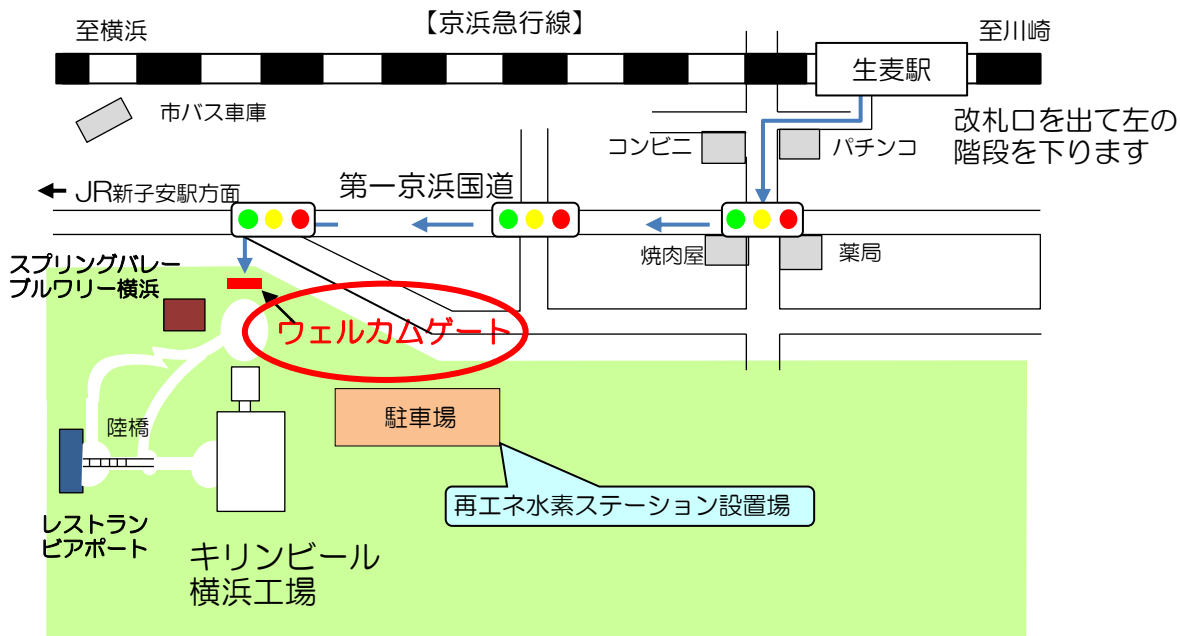 至横浜
【京浜急行線】
至川崎
生麦駅
市バス車庫
改札口を出て左の
階段を下ります
コンビニ
パチンコ
JR新子安駅方面
第一京浜国道
焼肉屋
薬局
スプリングバレー
ブルワリー横浜
ウェルカムゲート
陸橋
駐車場
再エネ水素ステーション設置場
レストラン
ビアポート
キリンビール
横浜工場